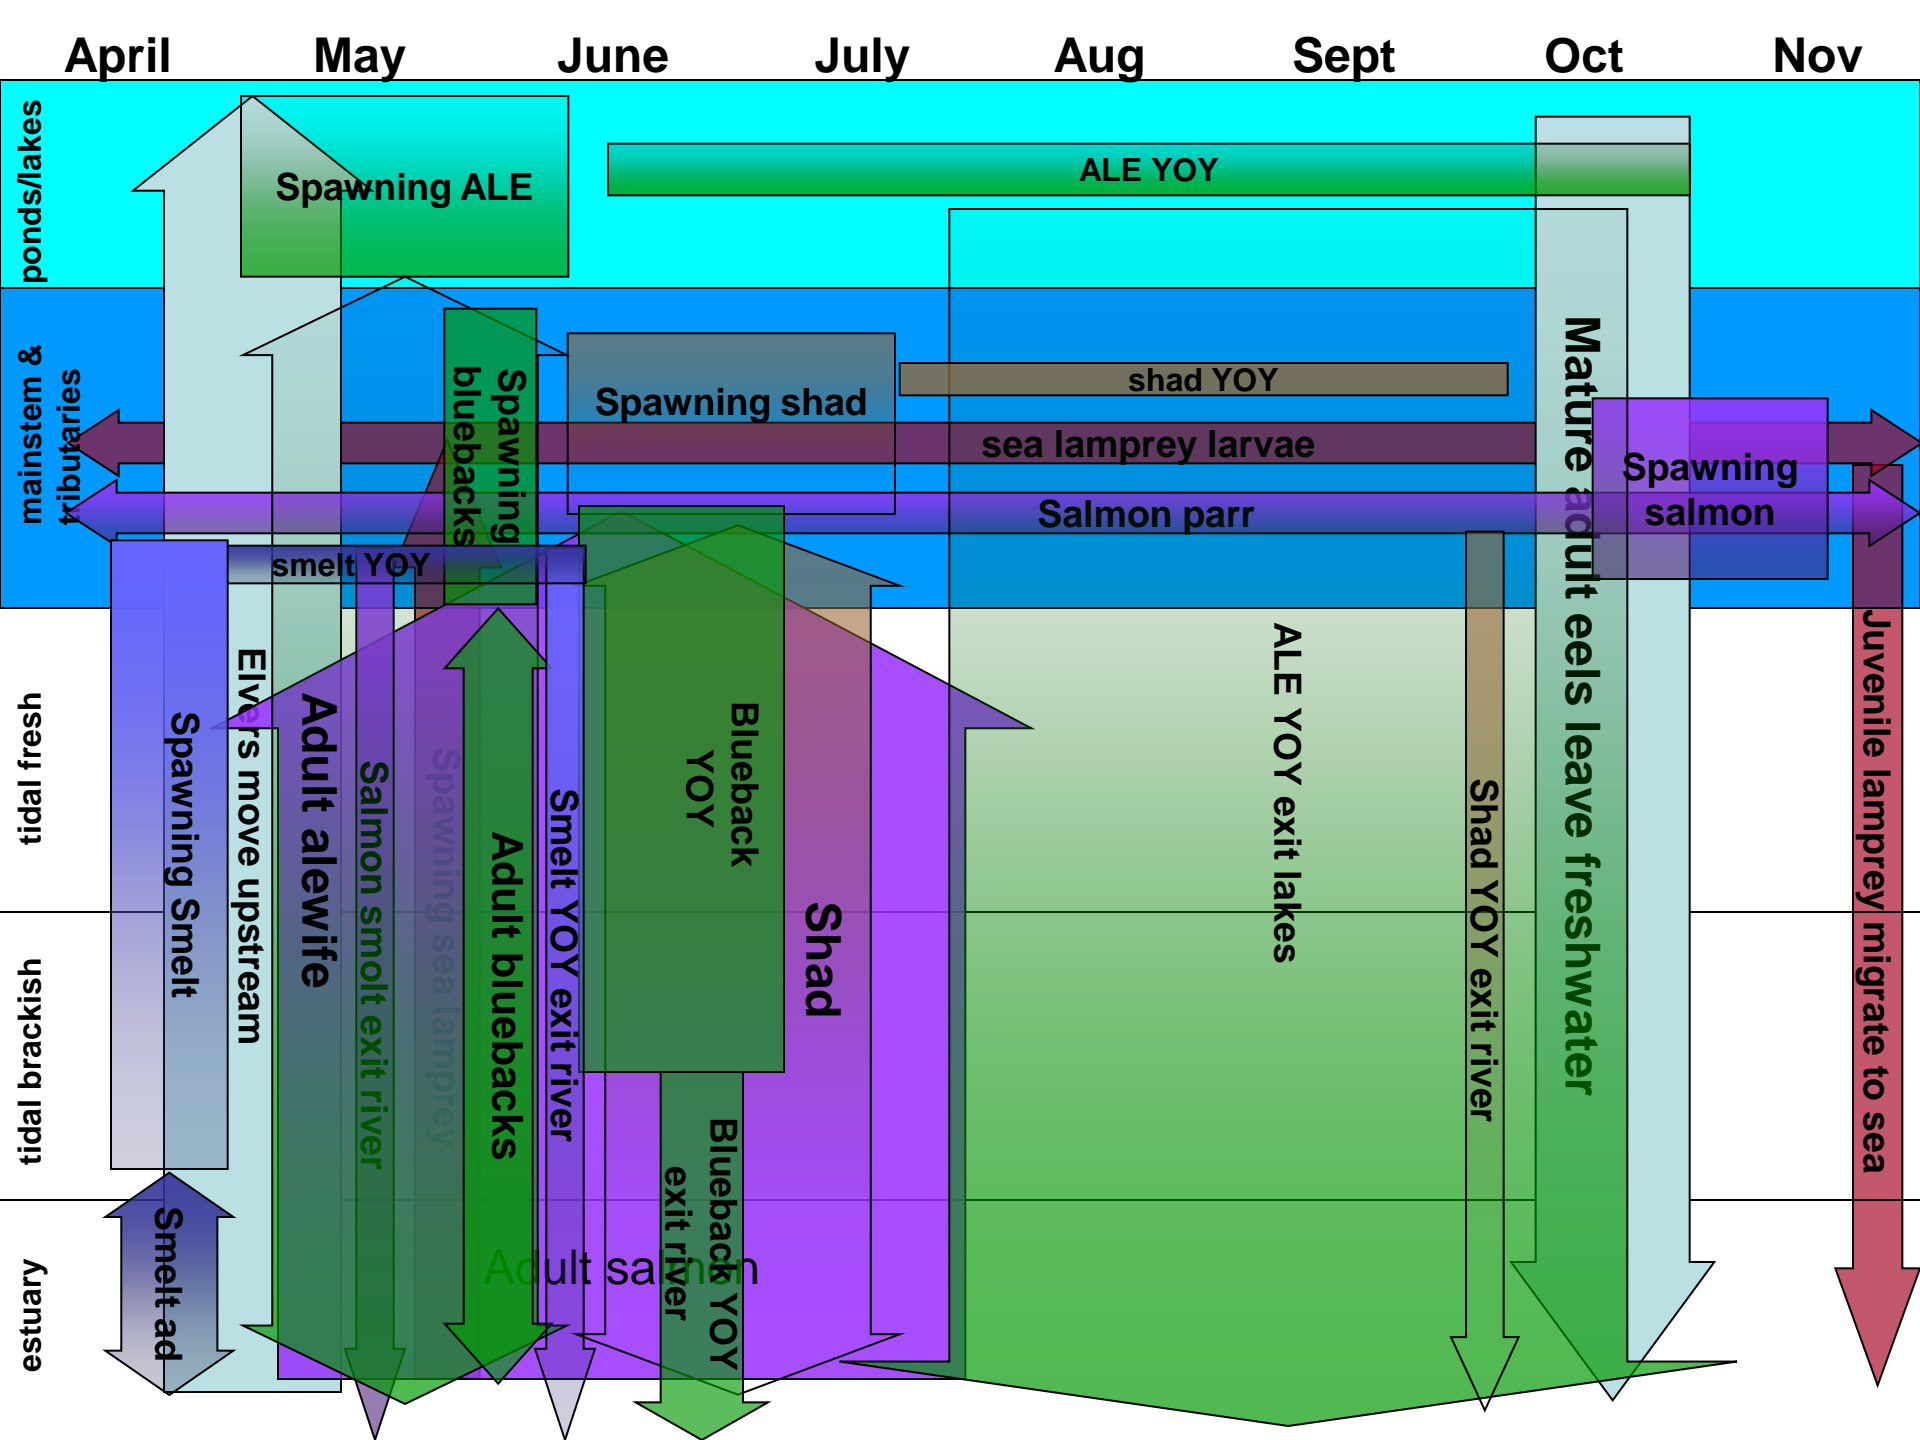 April May June July Aug Sept Oct Nov
ponds/lakes
Spawning ALE
ALE YOY
mainstem &
tributaries
Spawning
bluebacks
Spawning shad
shad YOY
sea lamprey larvae
Salmon parr
Spawning
salmon
smelt YOY
tidal fresh
tidal brackish
estuary
Spawning Smelt
Smelt ad
Elvers move upstream
Adult alewife
Salmon smolt exit river
Spawning sea lamprey
Adult bluebacks
Smelt YOY exit river
Blueback
YOY
Shad
Adult salmon
Blueback YOY
exit river
ALE YOY exit lakes
Shad YOY exit river
Mature adult eels leave freshwater
Juvenile lamprey migrate to sea